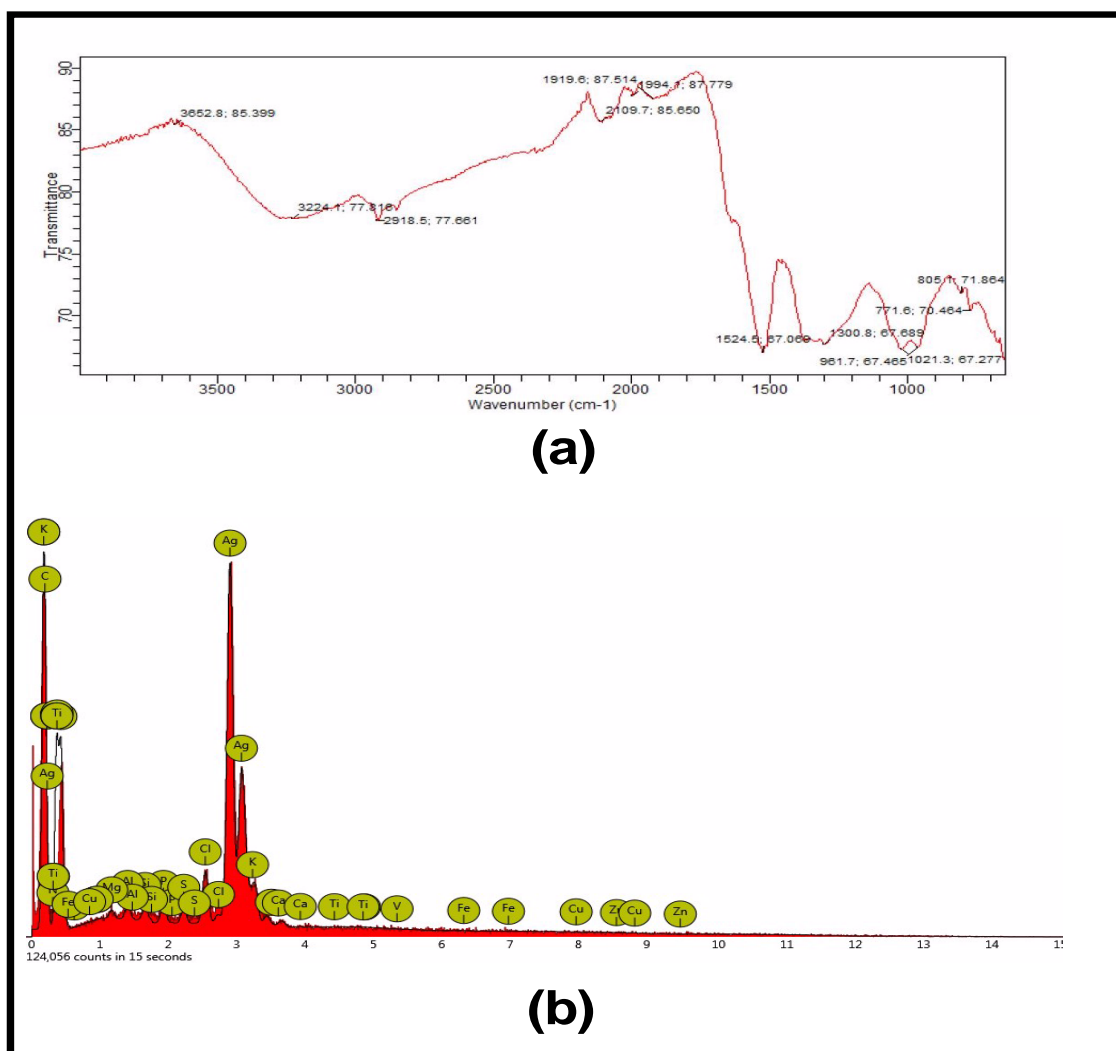 90
1919.6; 87.514
1994.1; 87.779
3652.8; 85.399
2109.7; 85.650
85
80
3224.1; 77.816
2918.5; 77.661
Transmittance
75
805.; 71.864
70
771.6; 70.464
1300.8; 67.689
1524.5; 67.069
961.7; 67.465
1021.3; 67.277
3500 3000 2500 2000 1500 1000
Wavenumber (cm-1)
(a)
K
Ag
C
Ti
Ag
Ag
Cl
K
Ti
Mg Al Si P S
Al Si S Cl
Fe Cu
Ca Ca Ti Ti V Fe Fe Cu Cu Zn
0 1 2 3 4 5 6 7 8 9 10 11 12 13 14
124,056 counts in 15 seconds
(b)